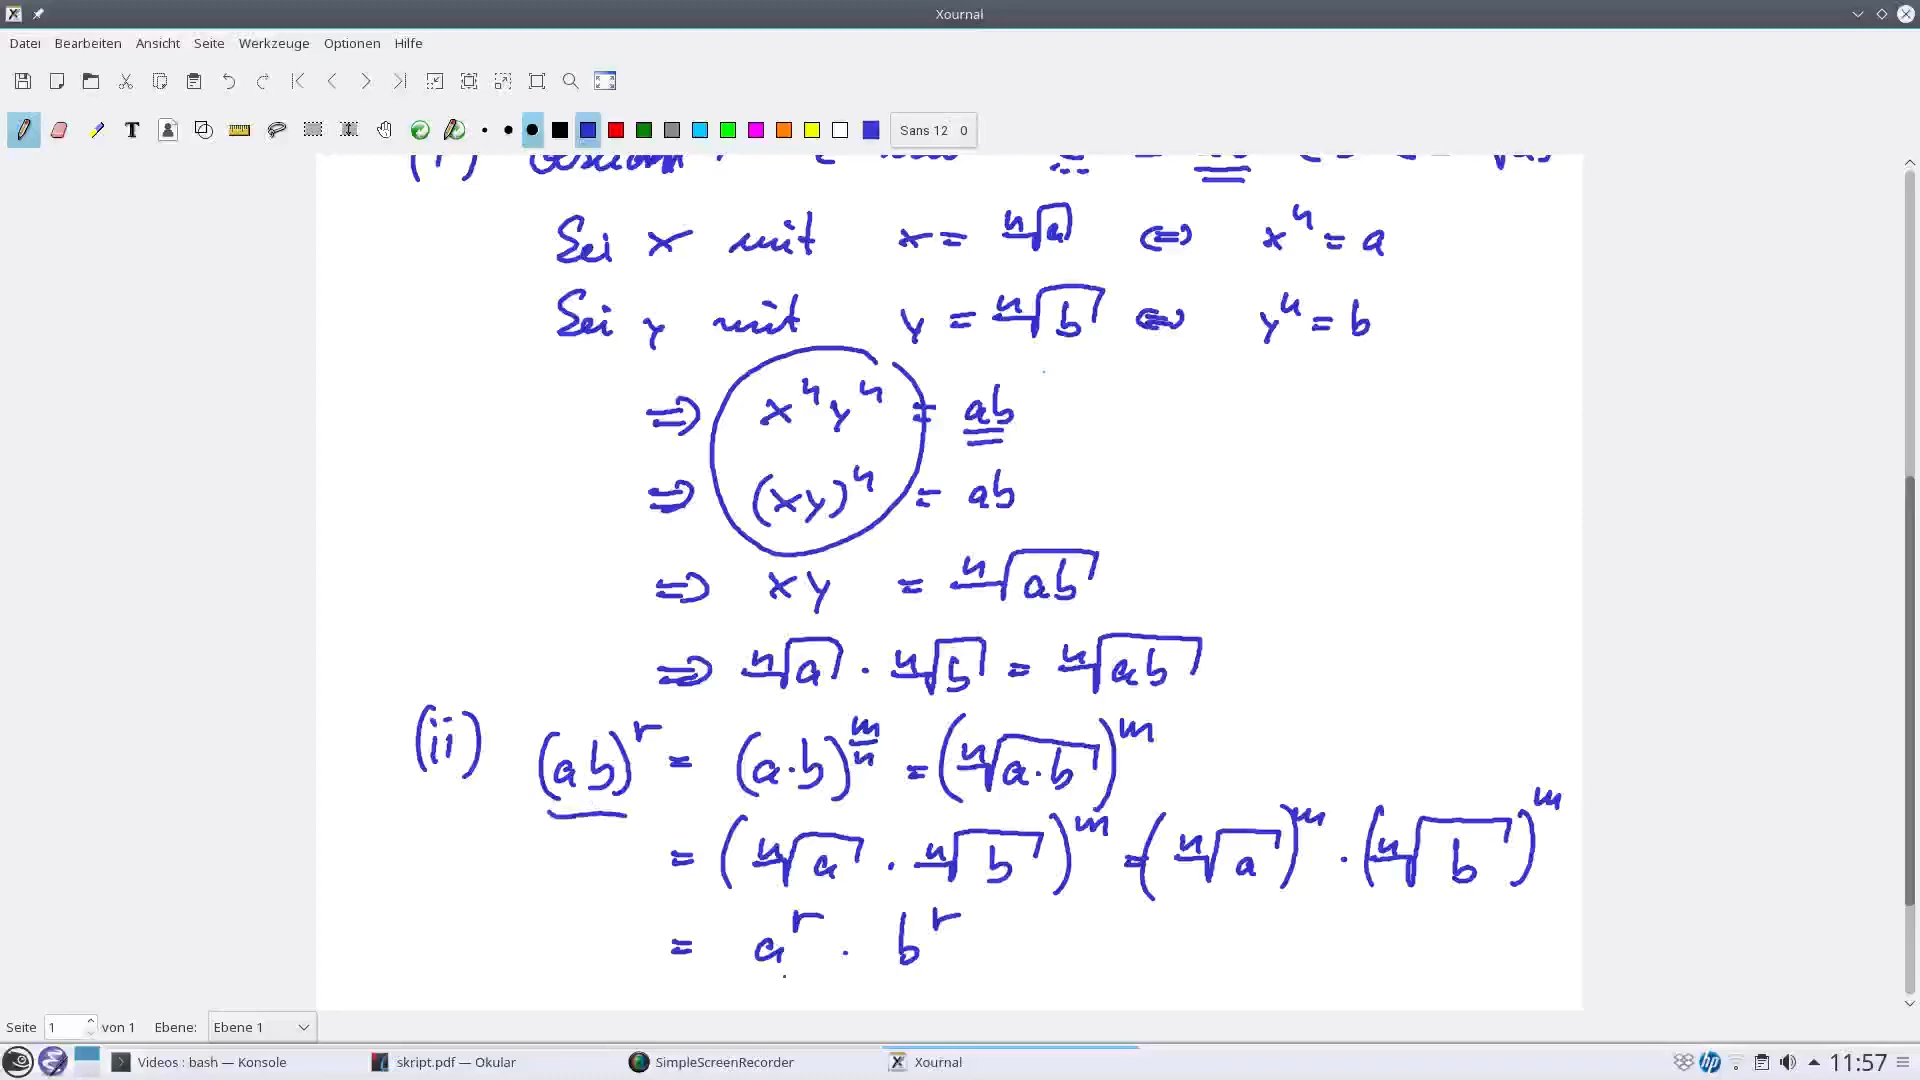 Xournal
Datei Bearbeiten Ansicht Seite Werkzeuge Optionen Hilfe
T Sans 12 0
(i)
Sei x mit x = ⁿ√a ⇔ xⁿ = a
Sei y mit y = ⁿ√b ⇔ yⁿ = b
⇒ xⁿyⁿ = ab
⇒ (xy)ⁿ = ab
⇒ xy = ⁿ√(ab)
⇒ ⁿ√a · ⁿ√b = ⁿ√(ab)
(ii) (ab)^r = (a·b)^(m/n) = (ⁿ√(a·b))^m
= (ⁿ√a · ⁿ√b)^m = (ⁿ√a)^m · (ⁿ√b)^m
= a^r · b^r
Seite 1 von 1 Ebene: Ebene 1
Videos : bash — Konsole skript.pdf — Okular SimpleScreenRecorder Xournal hp 11:57